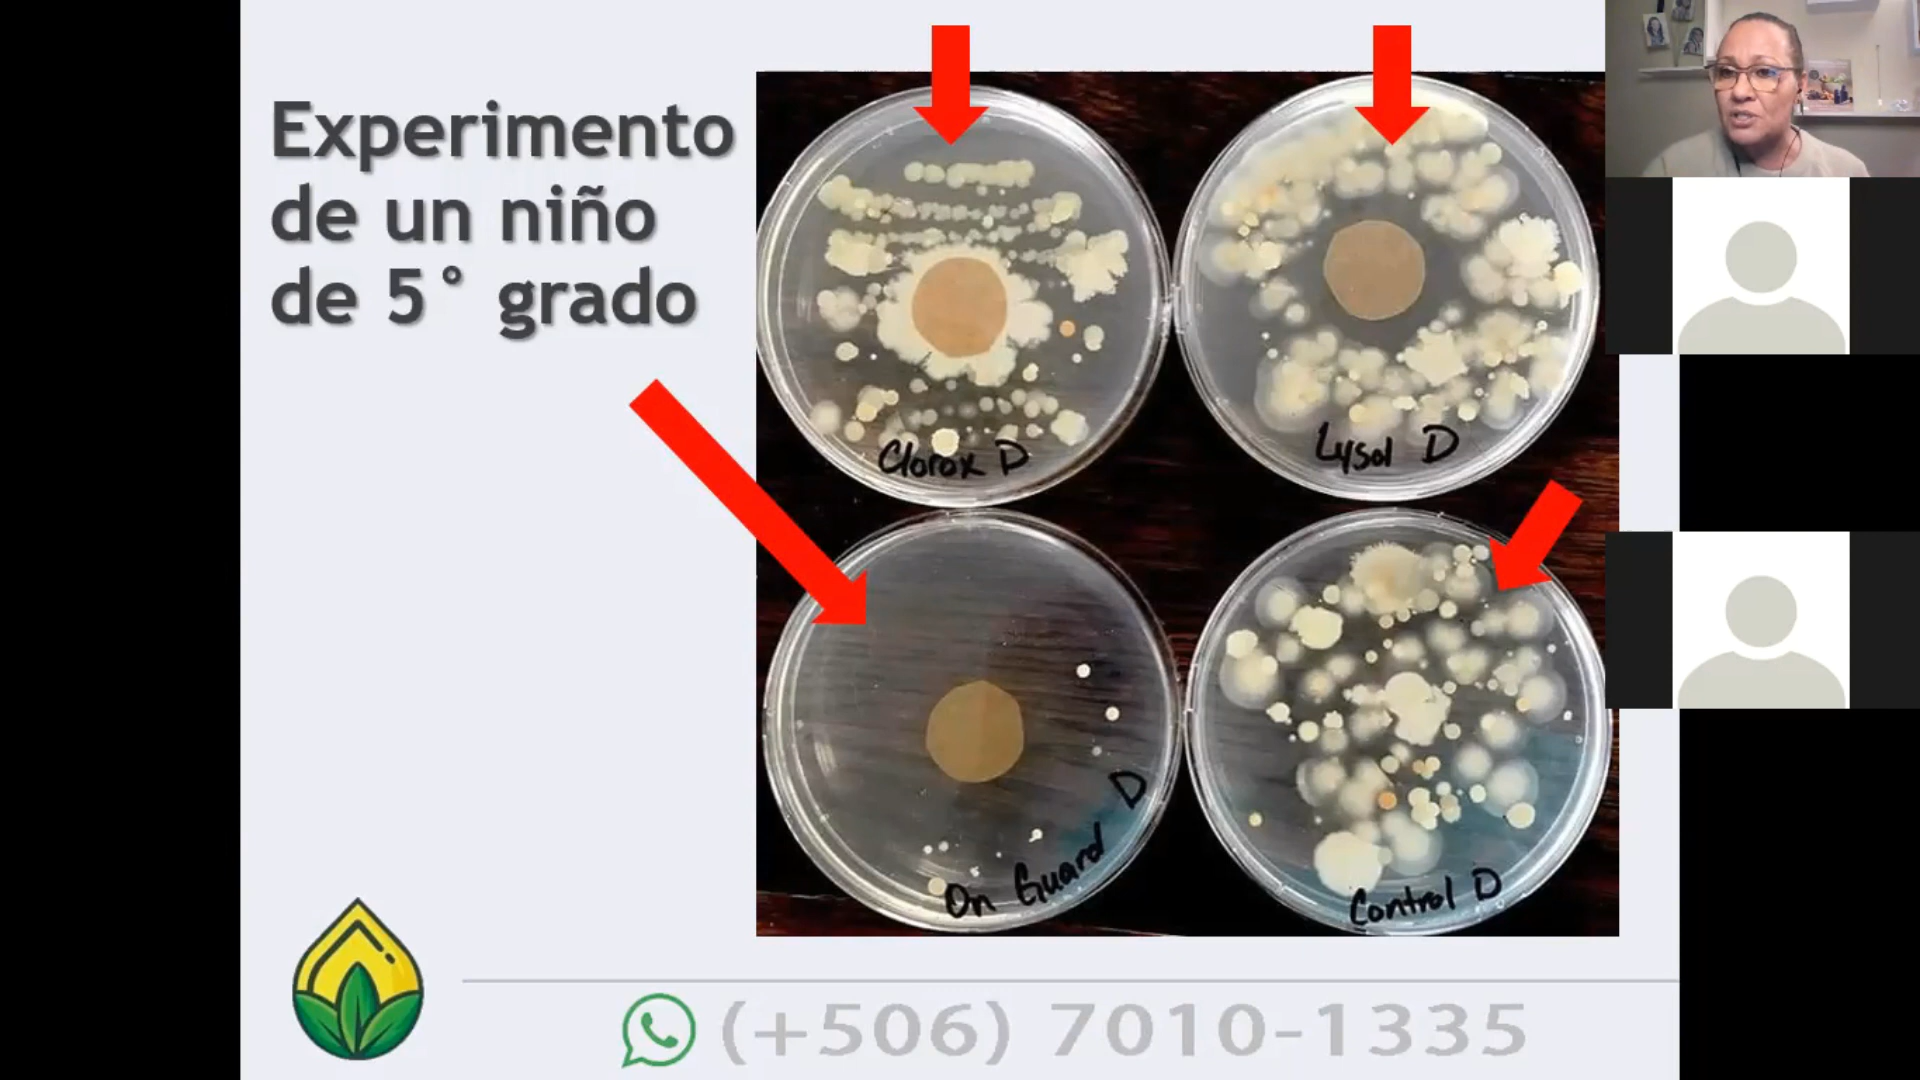 Experimento
de un niño
de 5° grado
Clorox D
Lysol D
On Guard D
Control D
(+506) 7010-1335